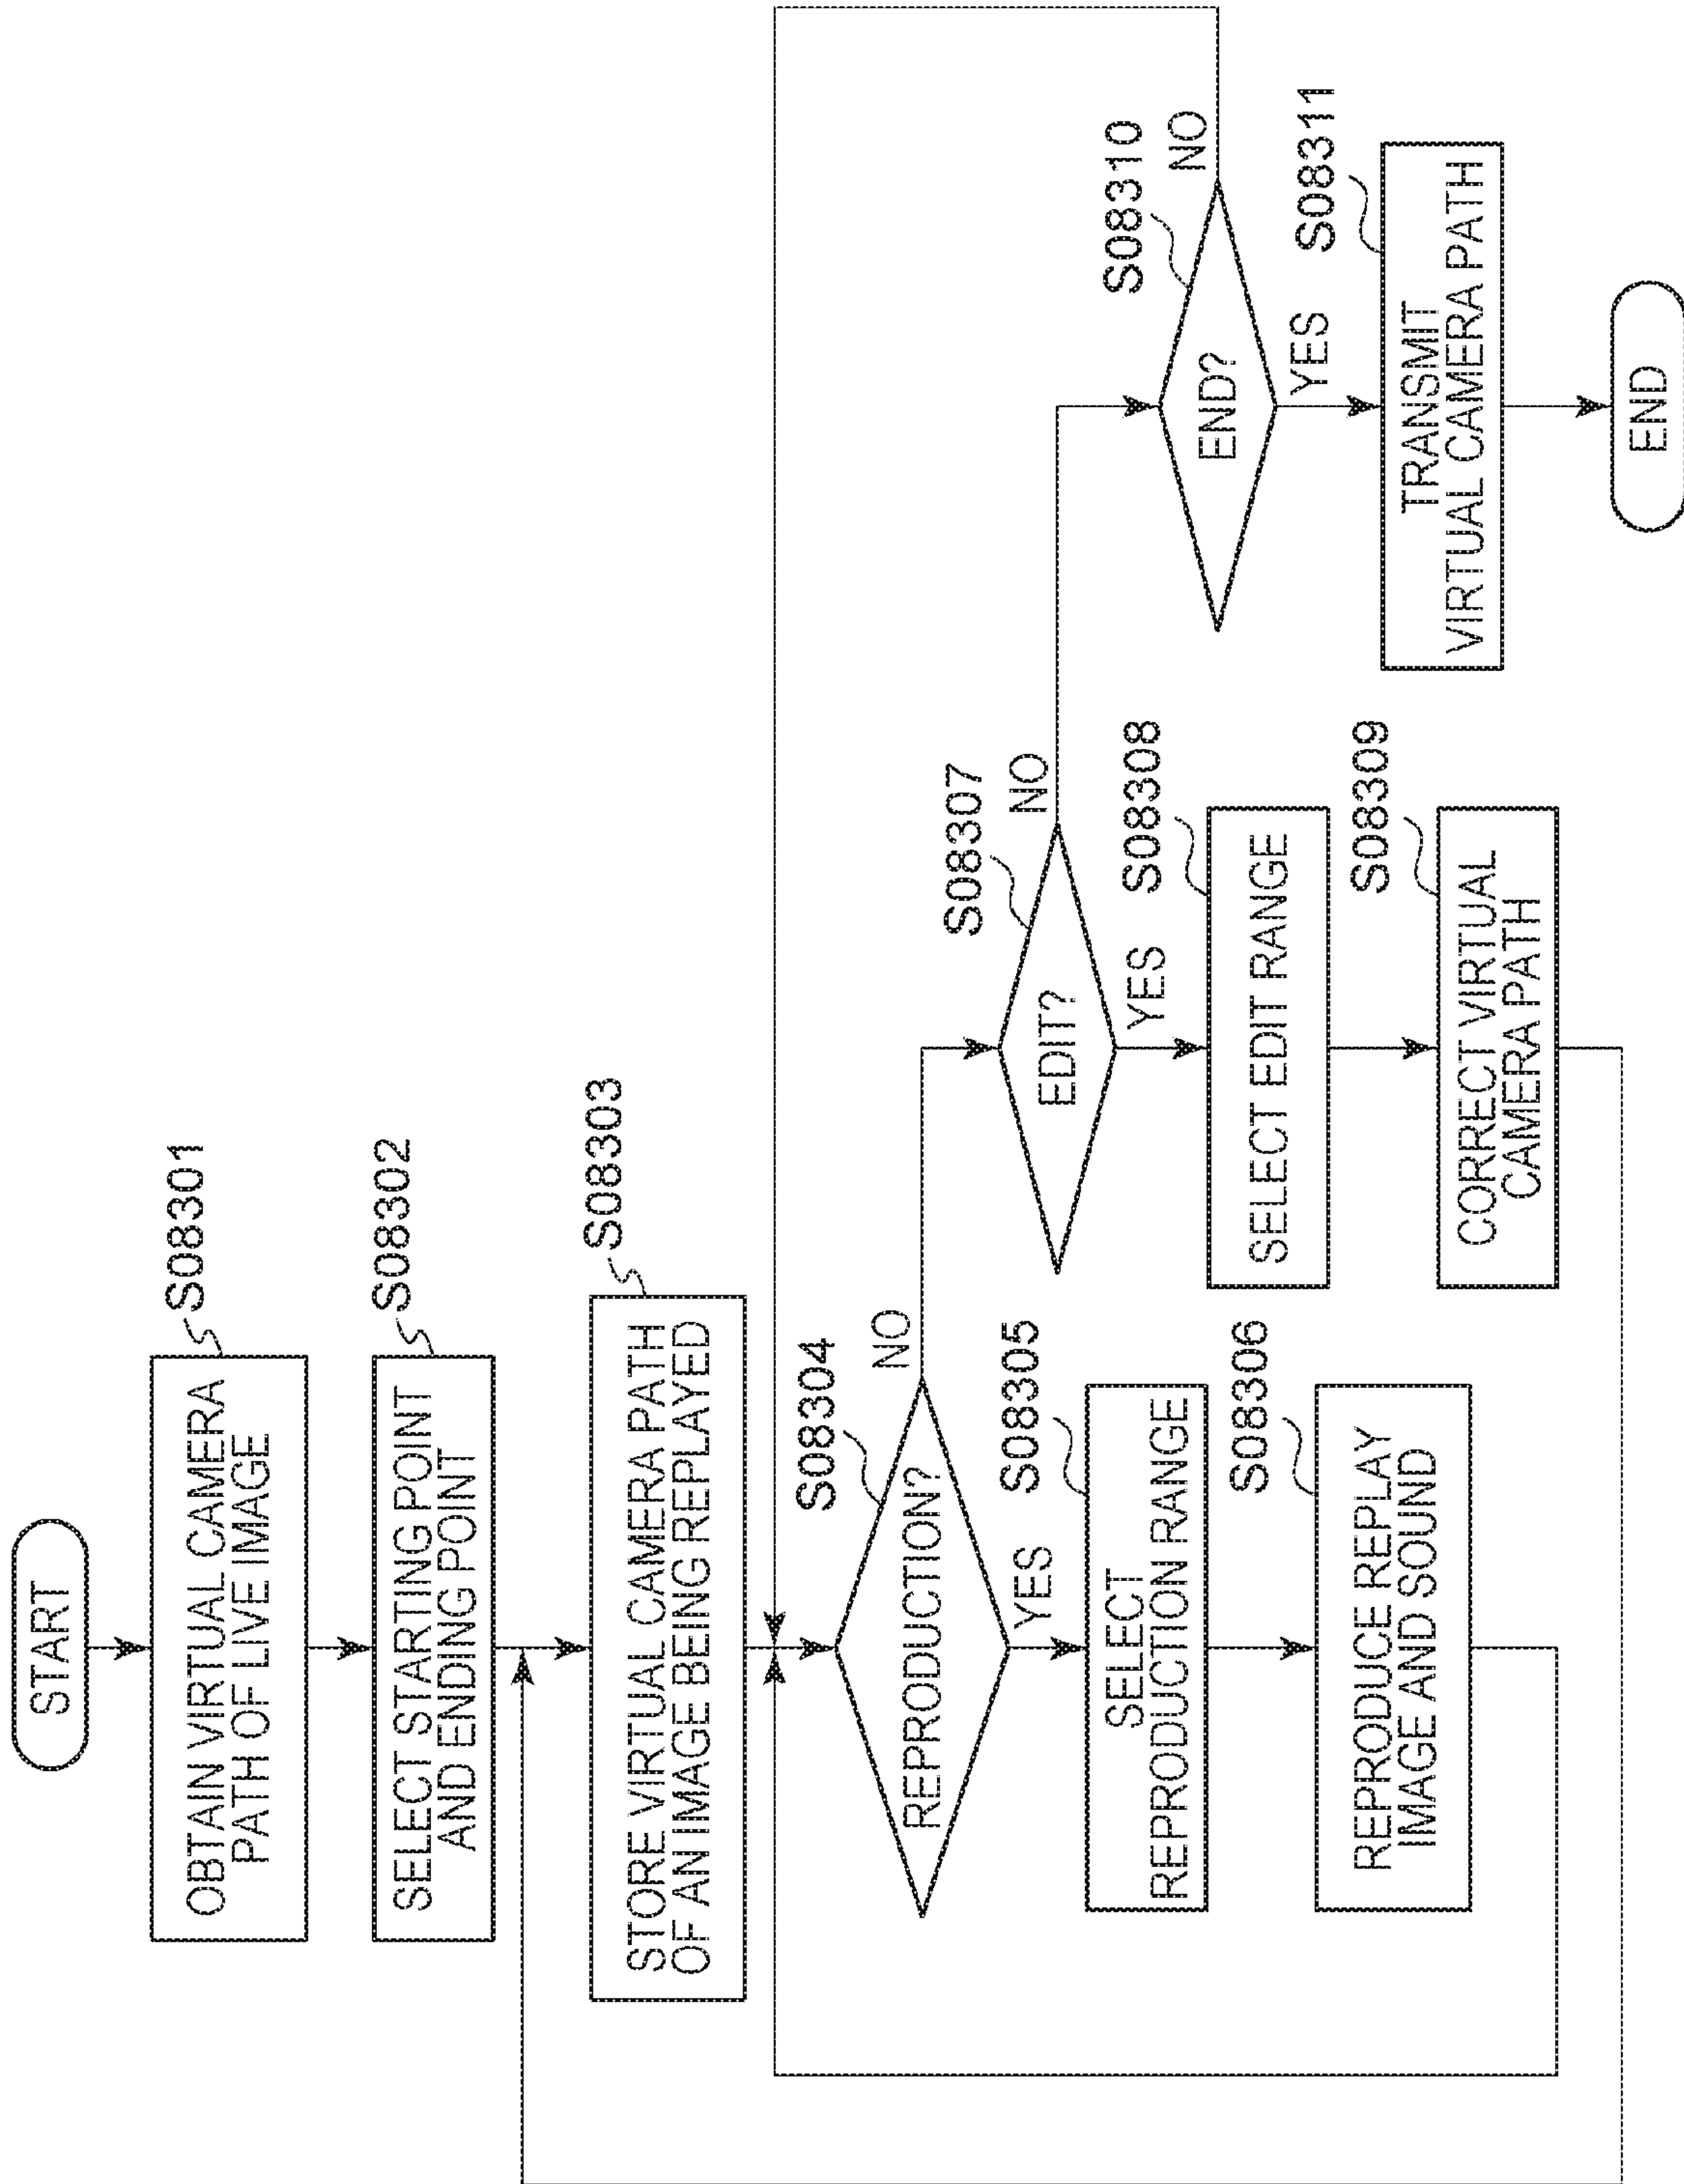 START
OBTAIN VIRTUAL CAMERA
PATH OF LIVE IMAGE
S08301
SELECT STARTING POINT
AND ENDING POINT
S08302
STORE VIRTUAL CAMERA PATH
OF AN IMAGE BEING REPLAYED
S08303
REPRODUCTION?
S08304
NO
YES
SELECT
REPRODUCTION RANGE
S08305
REPRODUCE REPLAY
IMAGE AND SOUND
S08306
EDIT?
S08307
NO
YES
SELECT EDIT RANGE
S08308
CORRECT VIRTUAL
CAMERA PATH
S08309
END?
S08310
NO
YES
TRANSMIT
VIRTUAL CAMERA PATH
S08311
END